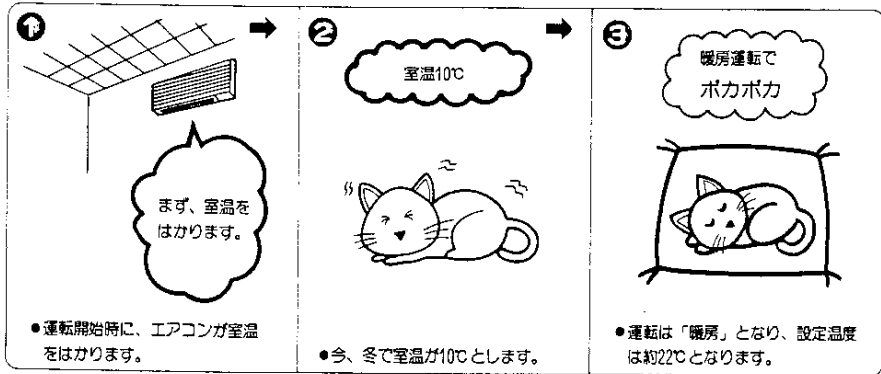 ❶
➡
まず、室温を
はかります。
●運転開始時に、エアコンが室温
をはかります。
❷
➡
室温10℃
●今、冬で室温が10℃とします。
❸
暖房運転で
ポカポカ
●運転は「暖房」となり、設定温度
は約22℃となります。